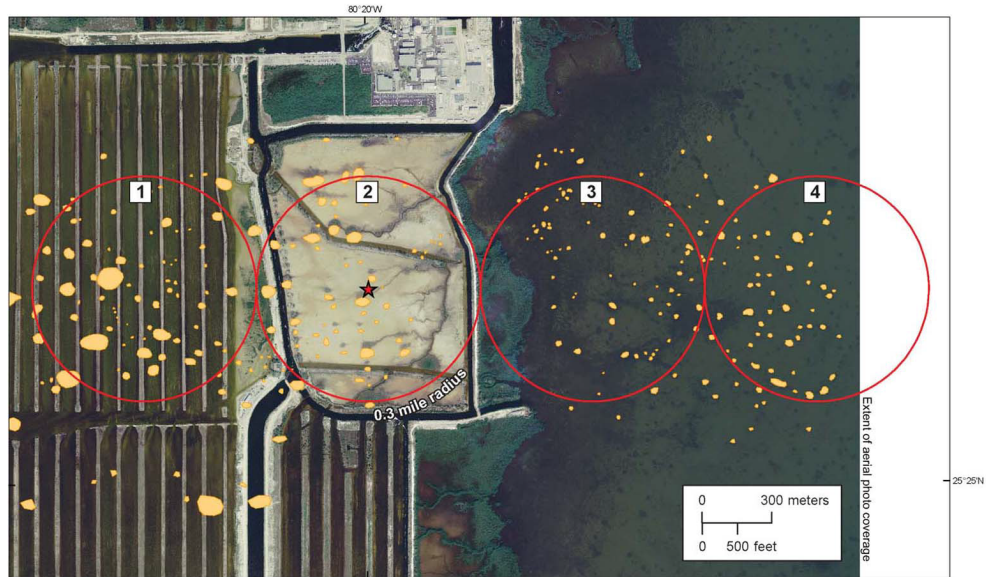 80°20'W
1
2
3
4
0.3 mile radius
Extent of aerial photo coverage
25°25'N
0 300 meters
0 500 feet